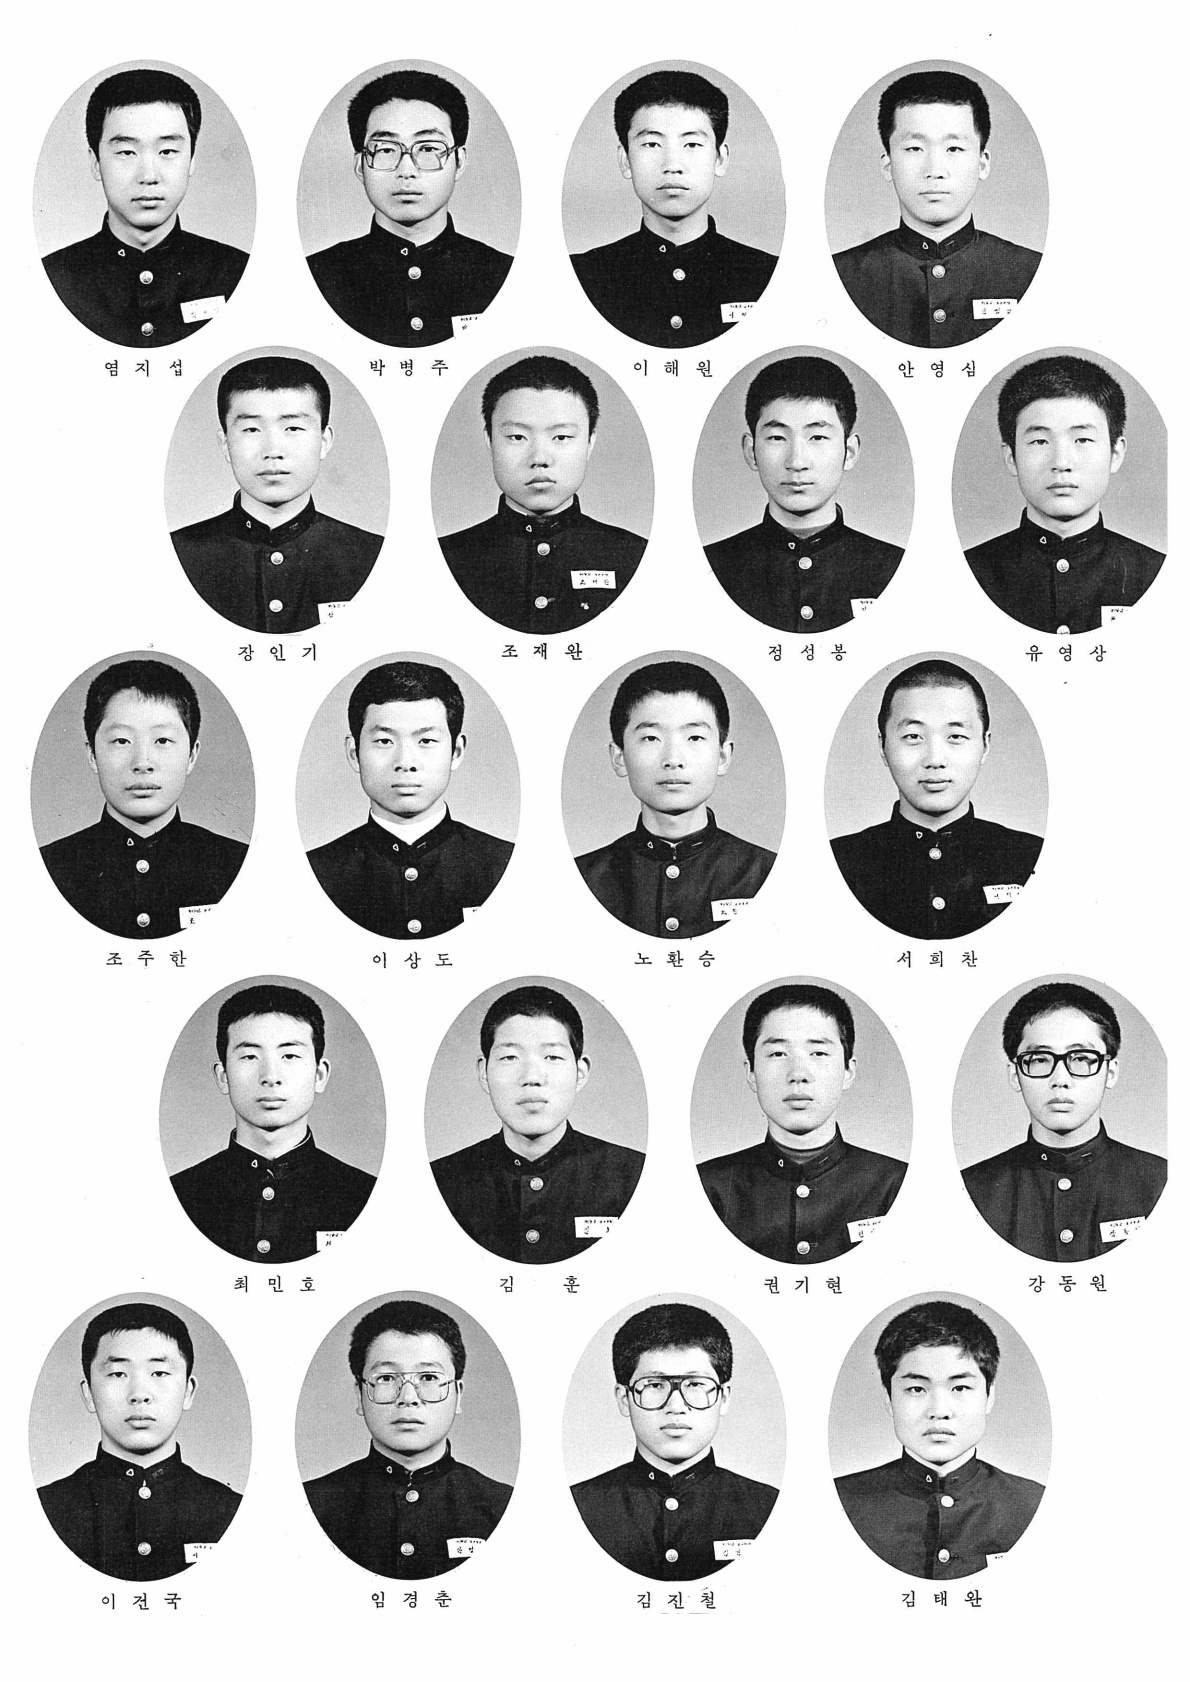 염지섭 박병주 이해원 안영심
장인기 조재완 정성봉 유영상
조주한 이상도 노환승 서희찬
최민호 김 훈 권기현 강동원
이건국 임경춘 김진철 김태완